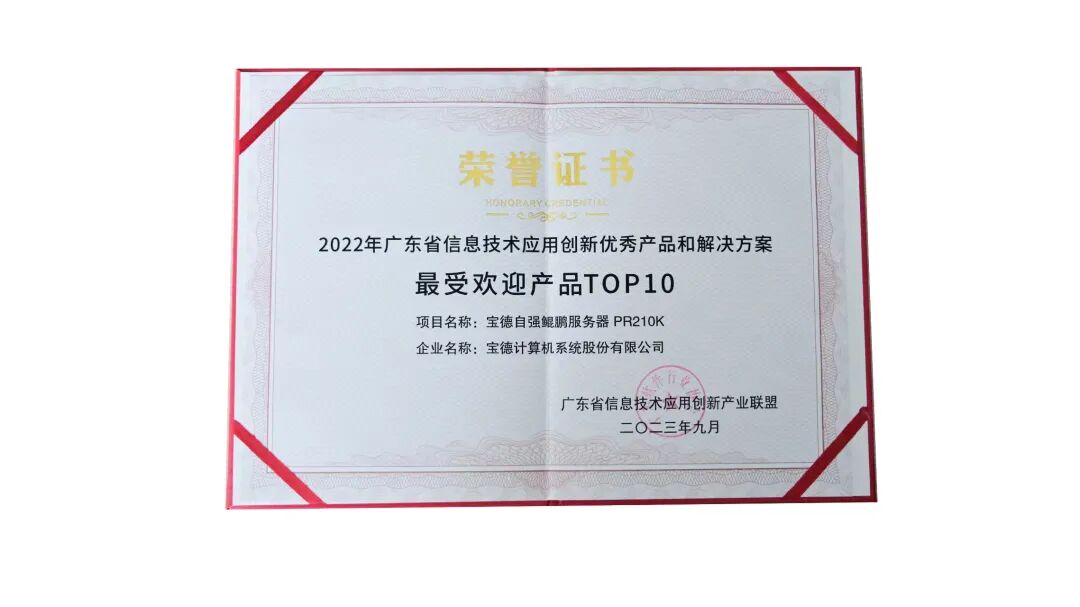 荣誉证书
HONORARY CREDENTIAL
2022年广东省信息技术应用创新优秀产品和解决方案
最受欢迎产品TOP10
项目名称：宝德自强鲲鹏服务器 PR210K
企业名称：宝德计算机系统股份有限公司
软件行业
广东省信息技术应用创新产业联盟
二〇二三年九月